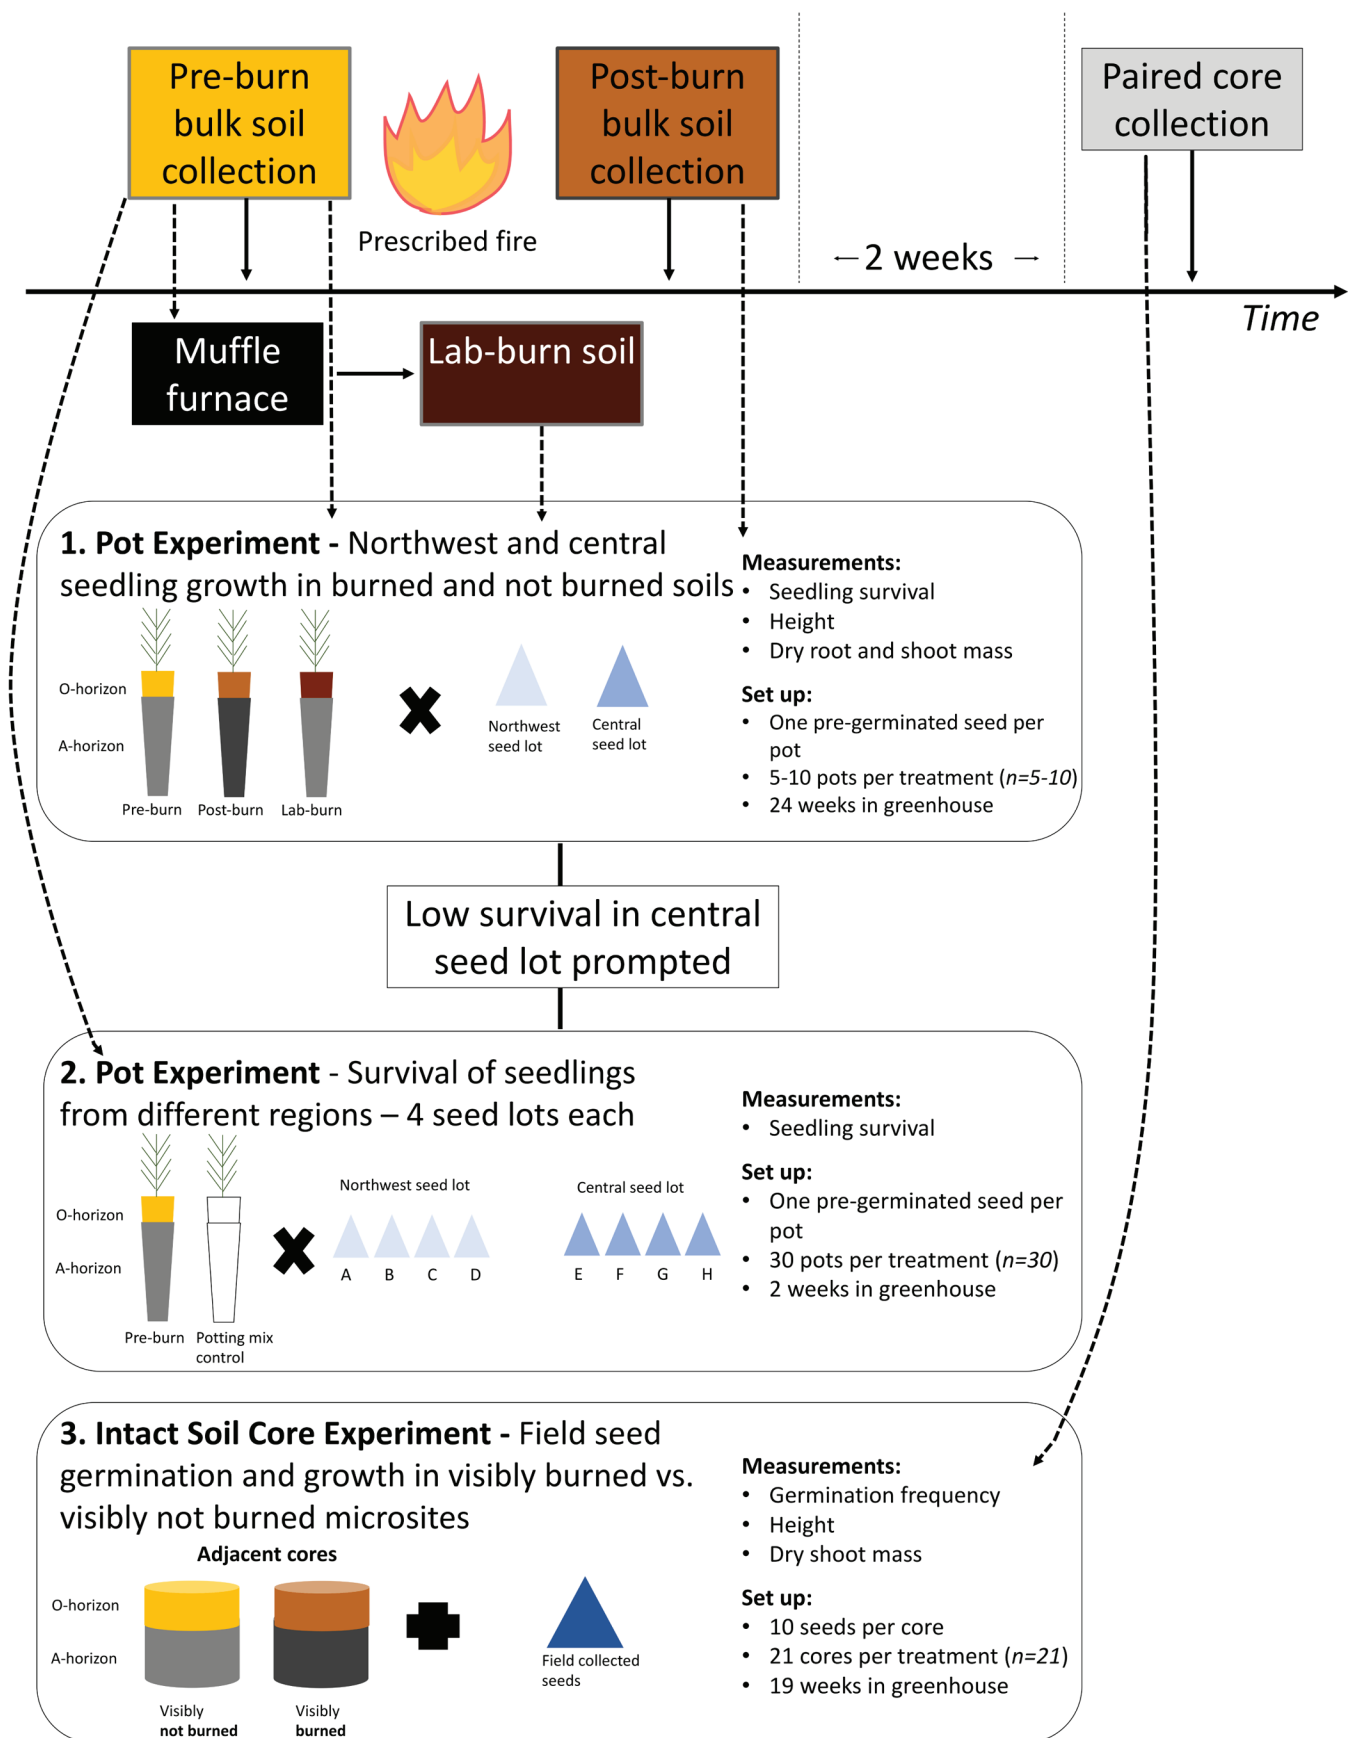 Pre-burn
bulk soil
collection
Prescribed fire
Post-burn
bulk soil
collection
←2 weeks →
Paired core
collection
Time
Muffle
furnace
Lab-burn soil
1. Pot Experiment - Northwest and central
seedling growth in burned and not burned soils
O-horizon
A-horizon
Pre-burn
Post-burn
Lab-burn
Northwest
seed lot
Central
seed lot
Measurements:
• Seedling survival
• Height
• Dry root and shoot mass
Set up:
• One pre-germinated seed per
pot
• 5-10 pots per treatment (n=5-10)
• 24 weeks in greenhouse
Low survival in central
seed lot prompted
2. Pot Experiment - Survival of seedlings
from different regions – 4 seed lots each
O-horizon
A-horizon
Pre-burn
Potting mix
control
Northwest seed lot
A B C D
Central seed lot
E F G H
Measurements:
• Seedling survival
Set up:
• One pre-germinated seed per
pot
• 30 pots per treatment (n=30)
• 2 weeks in greenhouse
3. Intact Soil Core Experiment - Field seed
germination and growth in visibly burned vs.
visibly not burned microsites
Adjacent cores
O-horizon
A-horizon
Visibly
not burned
Visibly
burned
Field collected
seeds
Measurements:
• Germination frequency
• Height
• Dry shoot mass
Set up:
• 10 seeds per core
• 21 cores per treatment (n=21)
• 19 weeks in greenhouse